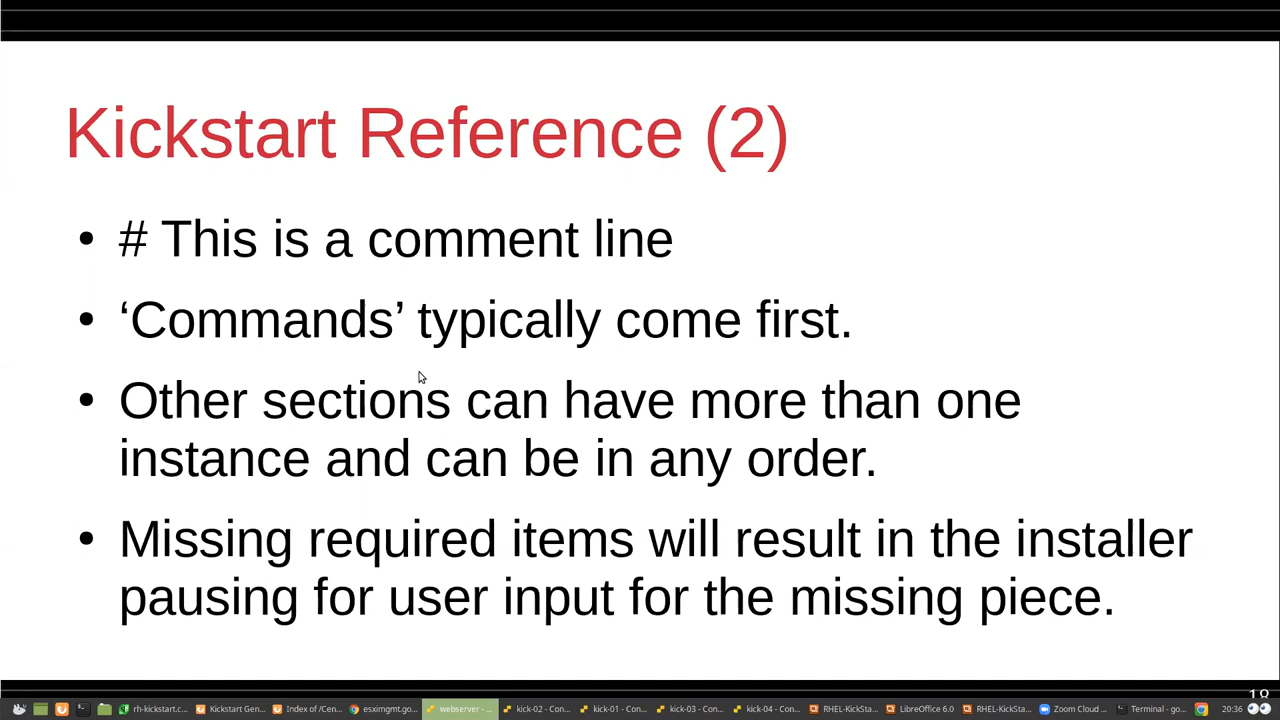 Kickstart Reference (2)
• # This is a comment line
• ‘Commands’ typically come first.
• Other sections can have more than one
instance and can be in any order.
• Missing required items will result in the installer
pausing for user input for the missing piece.
18
rh-kickstart.c... Kickstart Gen... Index of /Cen... esximgmt.go... webserver - ... kick-02 - Con... kick-01 - Con... kick-03 - Con... kick-04 - Con... RHEL-KickSta... LibreOffice 6.0 RHEL-KickSta... Zoom Cloud ... Terminal - go... 20:36